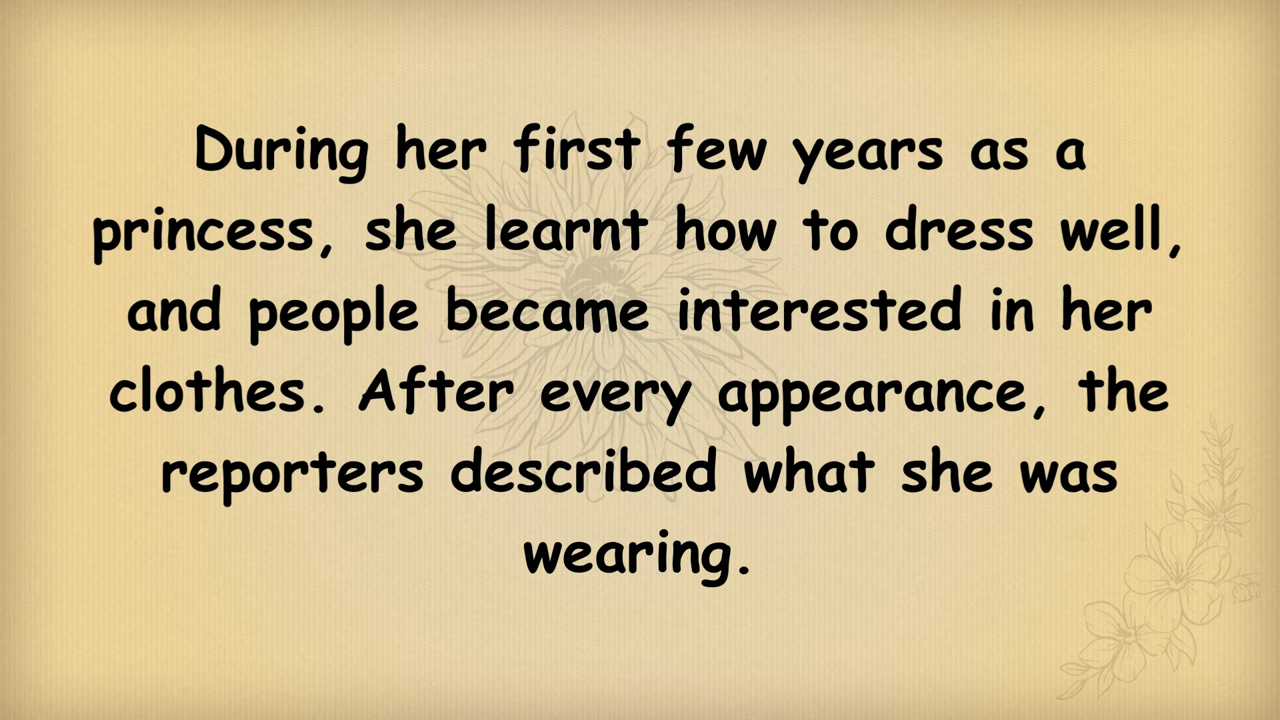 During her first few years as a
princess, she learnt how to dress well,
and people became interested in her
clothes. After every appearance, the
reporters described what she was
wearing.